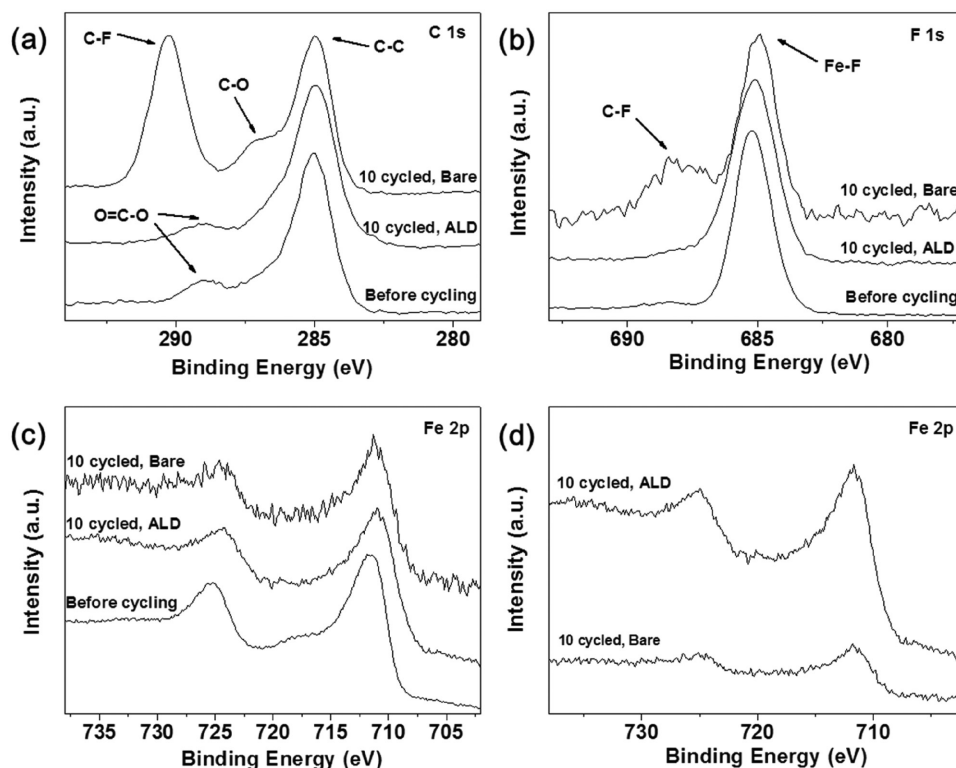 (a)
C 1s
C-F
C-C
C-O
10 cycled, Bare
O=C-O
10 cycled, ALD
Before cycling
Intensity (a.u.)
290 285 280
Binding Energy (eV)
(b)
F 1s
Fe-F
C-F
10 cycled, Bare
10 cycled, ALD
Before cycling
Intensity (a.u.)
690 685 680
Binding Energy (eV)
(c)
Fe 2p
10 cycled, Bare
10 cycled, ALD
Before cycling
Intensity (a.u.)
735 730 725 720 715 710 705
Binding Energy (eV)
(d)
Fe 2p
10 cycled, ALD
10 cycled, Bare
Intensity (a.u.)
730 720 710
Binding Energy (eV)